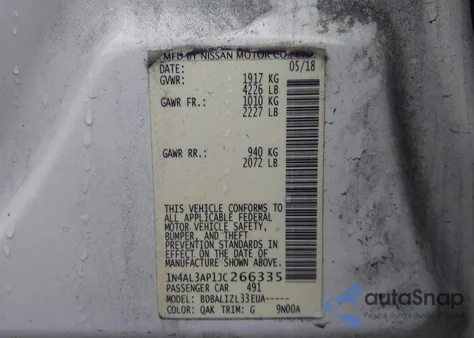 MFD BY NISSAN MOTOR CO., LTD
DATE: 05/18
GVWR: 1917 KG
4226 LB
GAWR FR.: 1010 KG
2227 LB
GAWR RR.: 940 KG
2072 LB
THIS VEHICLE CONFORMS TO
ALL APPLICABLE FEDERAL
MOTOR VEHICLE SAFETY,
BUMPER, AND THEFT
PREVENTION STANDARDS IN
EFFECT ON THE DATE OF
MANUFACTURE SHOWN ABOVE.
1N4AL3AP1JC266335
PASSENGER CAR 491
MODEL: BDBALIZL33EUA-----
COLOR: QAK TRIM: G 9N00A
autoSnap